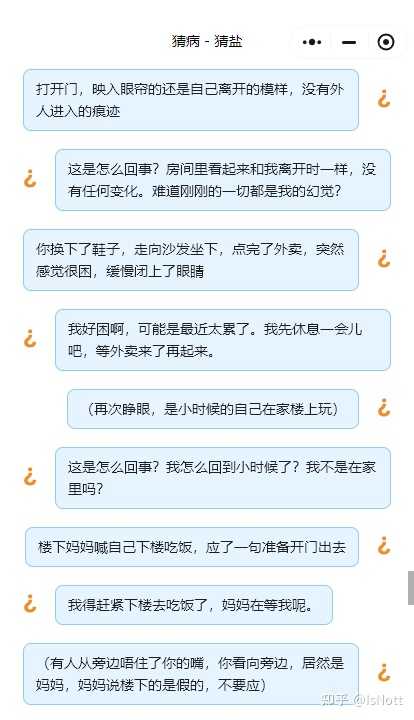 猜病 - 猜盐
打开门，映入眼帘的还是自己离开的模样，没有外
人进入的痕迹
这是怎么回事？房间里看起来和我离开时一样，没
有任何变化。难道刚刚的一切都是我的幻觉？
你换下了鞋子，走向沙发坐下，点完了外卖，突然
感觉很困，缓慢闭上了眼睛
我好困啊，可能是最近太累了。我先休息一会儿
吧，等外卖来了再起来。
（再次睁眼，是小时候的自己在家楼上玩）
这是怎么回事？我怎么回到小时候了？我不是在家
里吗？
楼下妈妈喊自己下楼吃饭，应了一句准备开门出去
我得赶紧下楼去吃饭了，妈妈在等我呢。
（有人从旁边唔住了你的嘴，你看向旁边，居然是
妈妈，妈妈说楼下的是假的，不要应）
知乎 @IsNott